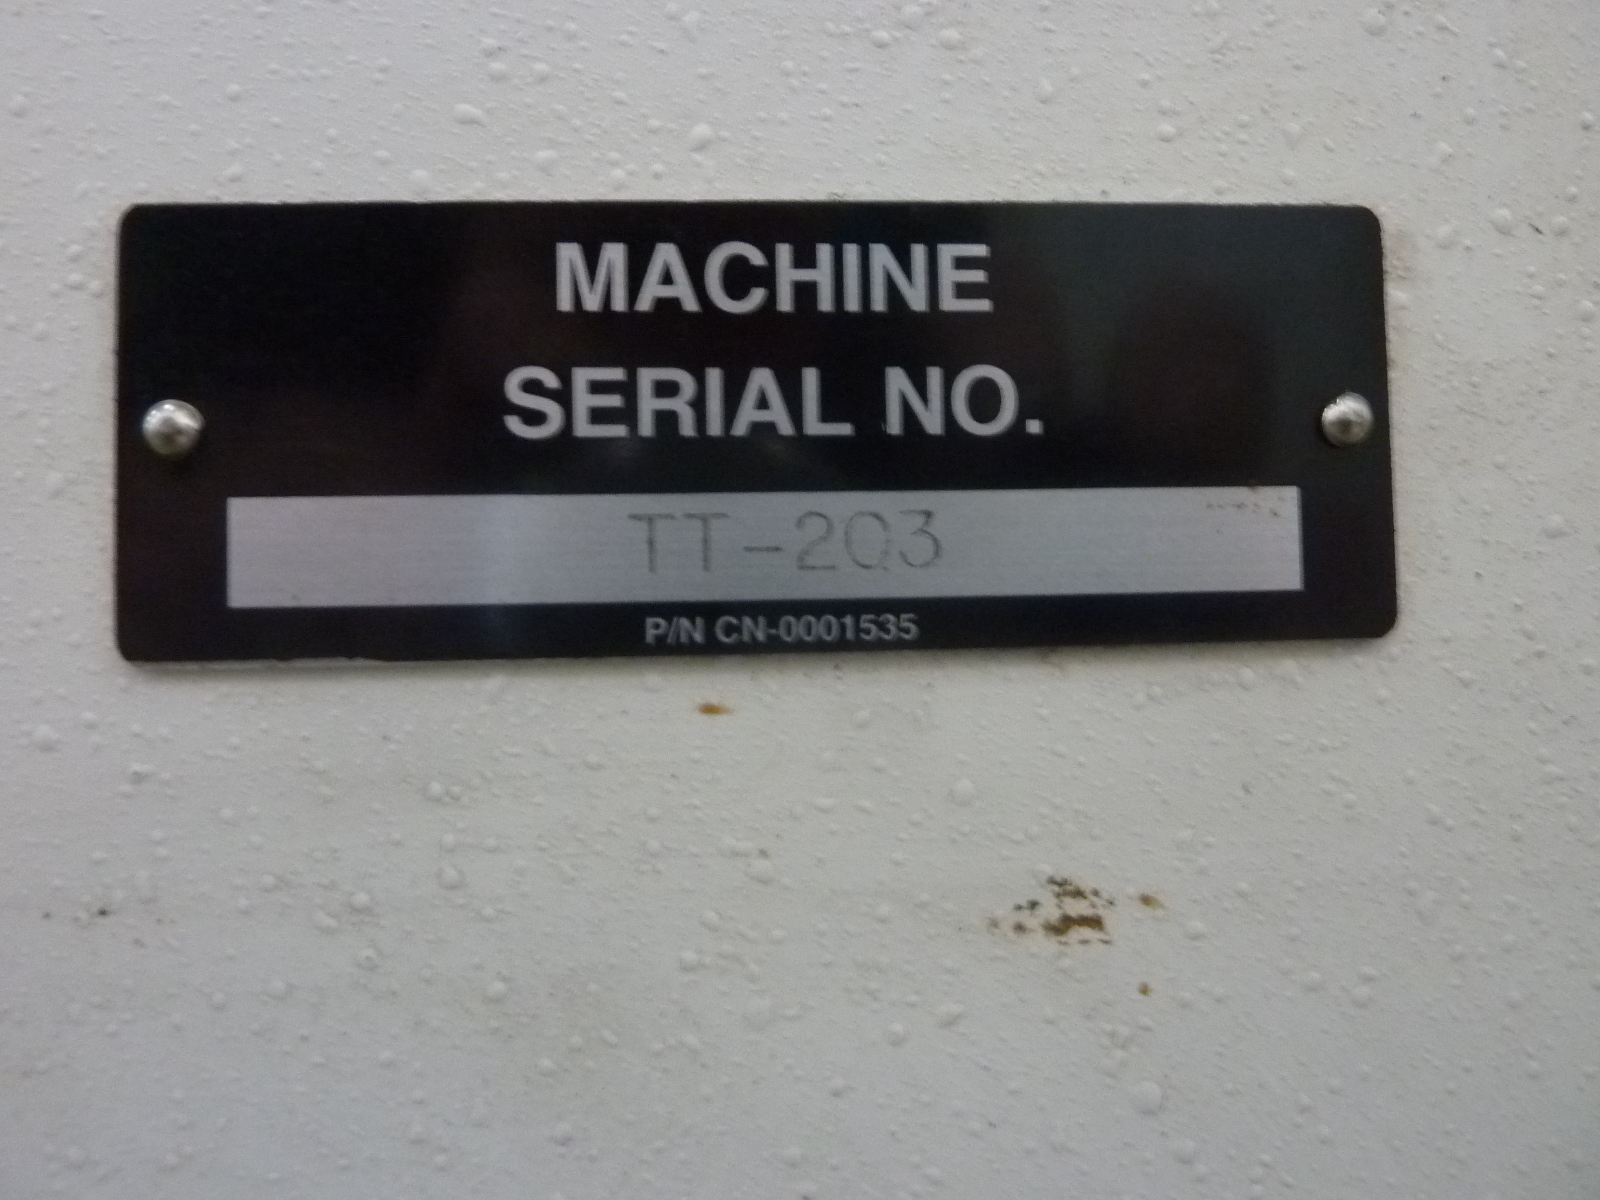 MACHINE
SERIAL NO.
TT-203
P/N CN-0001535